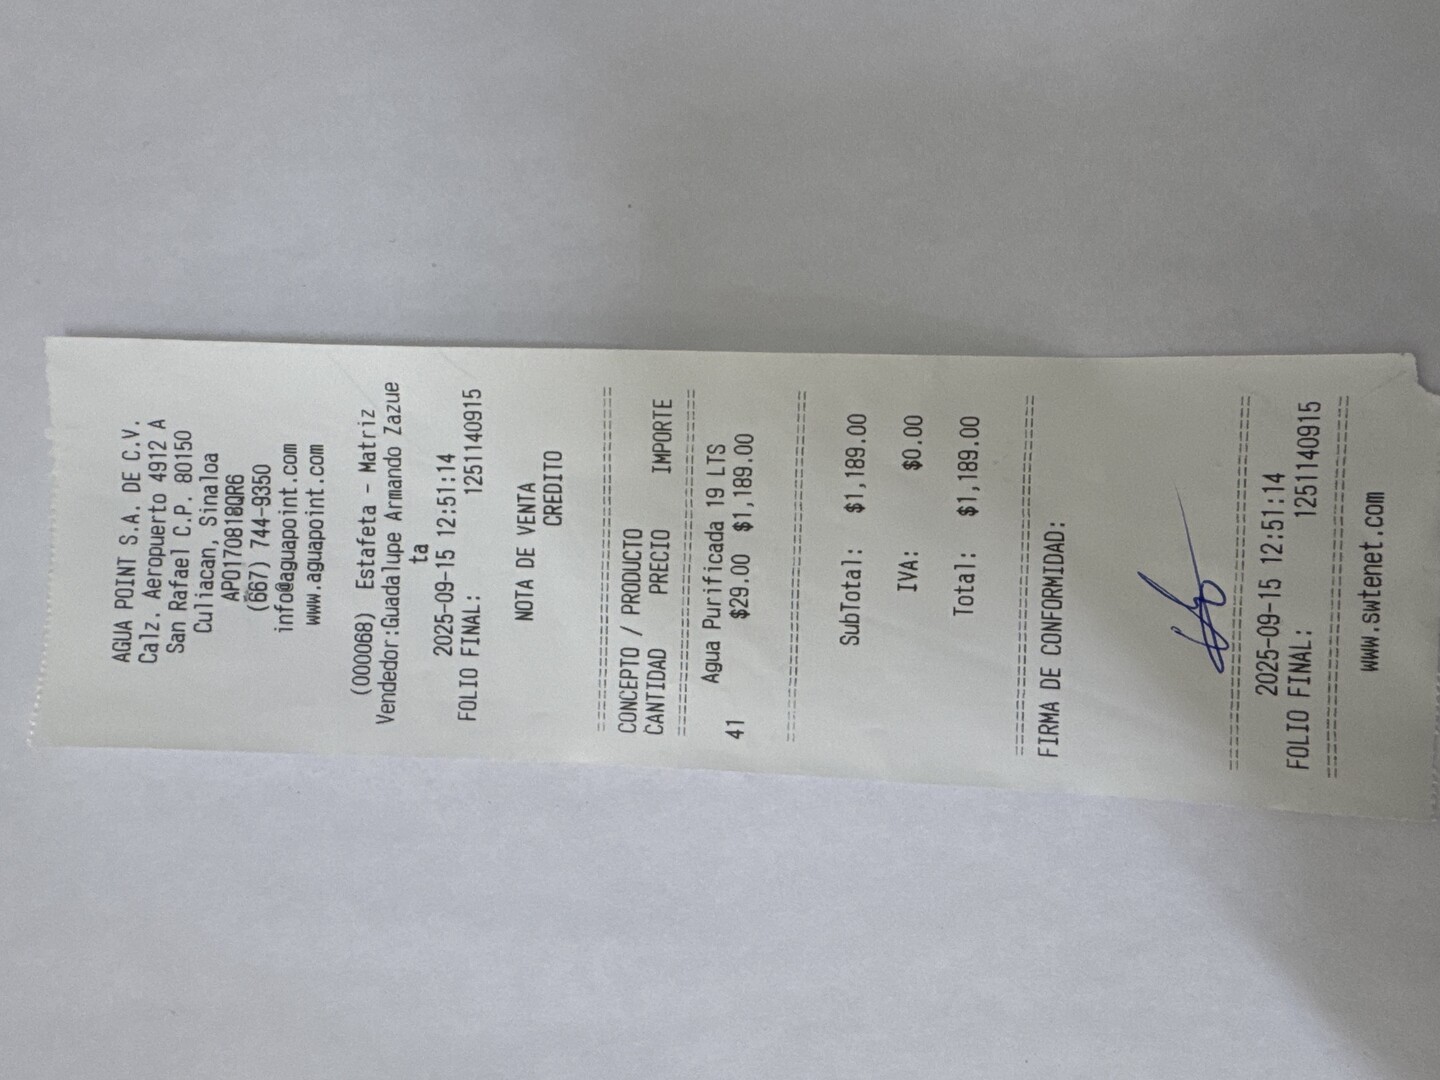 AGUA POINT S.A. DE C.V.
Calz. Aeropuerto 4912 A
San Rafael C.P. 80150
Culiacan, Sinaloa
APO170818QR6
(667) 744-9350
info@aguapoint.com
www.aguapoint.com
(000068) Estafeta - Matriz
Vendedor:Guadalupe Armando Zazue
ta
2025-09-15 12:51:14
FOLIO FINAL: 1251140915
NOTA DE VENTA
CREDITO
================================
CONCEPTO / PRODUCTO
CANTIDAD PRECIO IMPORTE
================================
Agua Purificada 19 LTS
41 $29.00 $1,189.00
================================
SubTotal: $1,189.00
IVA: $0.00
Total: $1,189.00
================================
FIRMA DE CONFORMIDAD:
================================
2025-09-15 12:51:14
FOLIO FINAL: 1251140915
================================
www.swtenet.com